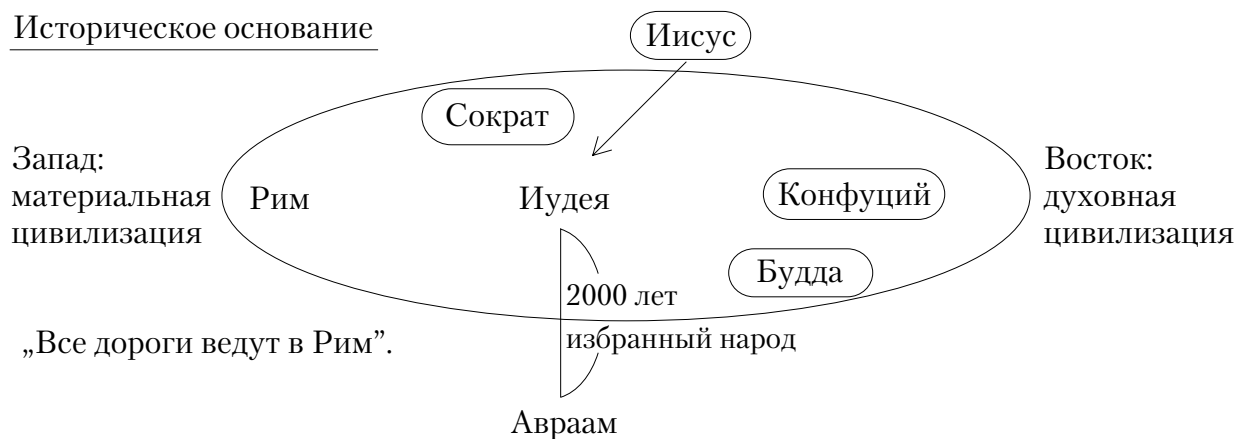 Историческое основание
Иисус
Сократ
Запад:
материальная
цивилизация
Рим
Иудея
Конфуций
Будда
Восток:
духовная
цивилизация
2000 лет
избранный народ
„Все дороги ведут в Рим”.
Авраам